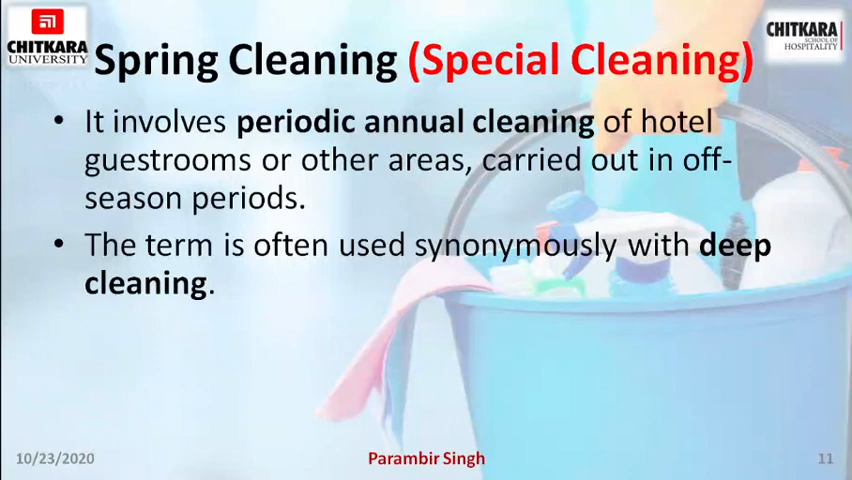 CHITKARA
UNIVERSITY
CHITKARA
SCHOOL OF
HOSPITALITY
Spring Cleaning (Special Cleaning)
• It involves periodic annual cleaning of hotel
guestrooms or other areas, carried out in off-
season periods.
• The term is often used synonymously with deep
cleaning.
10/23/2020
Parambir Singh
11